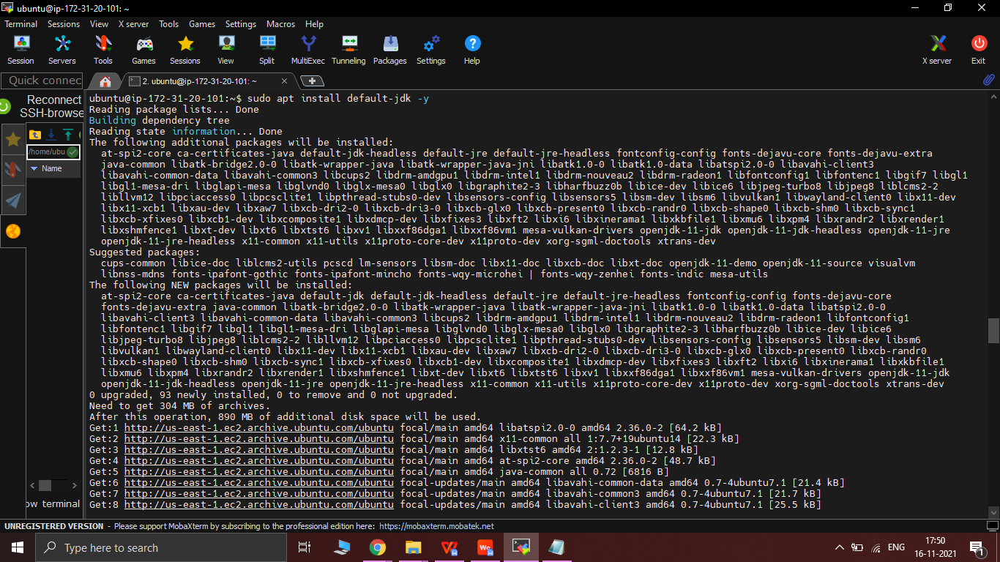 ubuntu@ip-172-31-20-101: ~
Terminal Sessions View X server Tools Games Settings Macros Help
Session Servers Tools Games Sessions View Split MultiExec Tunneling Packages Settings Help X server Exit
Quick connec
2. ubuntu@ip-172-31-20-101: ~
Reconnect
SSH-browse
/home/ubu
Name
ow terminal
ubuntu@ip-172-31-20-101:~$ sudo apt install default-jdk -y
Reading package lists... Done
Building dependency tree
Reading state information... Done
The following additional packages will be installed:
at-spi2-core ca-certificates-java default-jdk-headless default-jre default-jre-headless fontconfig-config fonts-dejavu-core fonts-dejavu-extra
java-common libatk-bridge2.0-0 libatk-wrapper-java libatk-wrapper-java-jni libatk1.0-0 libatk1.0-data libatspi2.0-0 libavahi-client3
libavahi-common-data libavahi-common3 libcups2 libdrm-amdgpu1 libdrm-intel1 libdrm-nouveau2 libdrm-radeon1 libfontconfig1 libfontenc1 libgif7 libgl1
libgl1-mesa-dri libglapi-mesa libglvnd0 libglx-mesa0 libglx0 libgraphite2-3 libharfbuzz0b libice-dev libice6 libjpeg-turbo8 libjpeg8 liblcms2-2
libllvm12 libpciaccess0 libpcsclite1 libpthread-stubs0-dev libsensors-config libsensors5 libsm-dev libsm6 libvulkan1 libwayland-client0 libx11-dev
libx11-xcb1 libxau-dev libxaw7 libxcb-dri2-0 libxcb-dri3-0 libxcb-glx0 libxcb-present0 libxcb-randr0 libxcb-shape0 libxcb-shm0 libxcb-sync1
libxcb-xfixes0 libxcb1-dev libxcomposite1 libxdmcp-dev libxfixes3 libxft2 libxi6 libxinerama1 libxkbfile1 libxmu6 libxpm4 libxrandr2 libxrender1
libxshmfence1 libxt-dev libxt6 libxtst6 libxv1 libxxf86dga1 libxxf86vm1 mesa-vulkan-drivers openjdk-11-jdk openjdk-11-jdk-headless openjdk-11-jre
openjdk-11-jre-headless x11-common x11-utils x11proto-core-dev x11proto-dev xorg-sgml-doctools xtrans-dev
Suggested packages:
cups-common libice-doc liblcms2-utils pcscd lm-sensors libsm-doc libx11-doc libxcb-doc libxt-doc openjdk-11-demo openjdk-11-source visualvm
libnss-mdns fonts-ipafont-gothic fonts-ipafont-mincho fonts-wqy-microhei | fonts-wqy-zenhei fonts-indic mesa-utils
The following NEW packages will be installed:
at-spi2-core ca-certificates-java default-jdk default-jdk-headless default-jre default-jre-headless fontconfig-config fonts-dejavu-core
fonts-dejavu-extra java-common libatk-bridge2.0-0 libatk-wrapper-java libatk-wrapper-java-jni libatk1.0-0 libatk1.0-data libatspi2.0-0
libavahi-client3 libavahi-common-data libavahi-common3 libcups2 libdrm-amdgpu1 libdrm-intel1 libdrm-nouveau2 libdrm-radeon1 libfontconfig1
libfontenc1 libgif7 libgl1 libgl1-mesa-dri libglapi-mesa libglvnd0 libglx-mesa0 libglx0 libgraphite2-3 libharfbuzz0b libice-dev libice6
libjpeg-turbo8 libjpeg8 liblcms2-2 libllvm12 libpciaccess0 libpcsclite1 libpthread-stubs0-dev libsensors-config libsensors5 libsm-dev libsm6
libvulkan1 libwayland-client0 libx11-dev libx11-xcb1 libxau-dev libxaw7 libxcb-dri2-0 libxcb-dri3-0 libxcb-glx0 libxcb-present0 libxcb-randr0
libxcb-shape0 libxcb-shm0 libxcb-sync1 libxcb-xfixes0 libxcb1-dev libxcomposite1 libxdmcp-dev libxfixes3 libxft2 libxi6 libxinerama1 libxkbfile1
libxmu6 libxpm4 libxrandr2 libxrender1 libxshmfence1 libxt-dev libxt6 libxtst6 libxv1 libxxf86dga1 libxxf86vm1 mesa-vulkan-drivers openjdk-11-jdk
openjdk-11-jdk-headless openjdk-11-jre openjdk-11-jre-headless x11-common x11-utils x11proto-core-dev x11proto-dev xorg-sgml-doctools xtrans-dev
0 upgraded, 93 newly installed, 0 to remove and 0 not upgraded.
Need to get 304 MB of archives.
After this operation, 890 MB of additional disk space will be used.
Get:1 http://us-east-1.ec2.archive.ubuntu.com/ubuntu focal/main amd64 libatspi2.0-0 amd64 2.36.0-2 [64.2 kB]
Get:2 http://us-east-1.ec2.archive.ubuntu.com/ubuntu focal/main amd64 x11-common all 1:7.7+19ubuntu14 [22.3 kB]
Get:3 http://us-east-1.ec2.archive.ubuntu.com/ubuntu focal/main amd64 libxtst6 amd64 2:1.2.3-1 [12.8 kB]
Get:4 http://us-east-1.ec2.archive.ubuntu.com/ubuntu focal/main amd64 at-spi2-core amd64 2.36.0-2 [48.7 kB]
Get:5 http://us-east-1.ec2.archive.ubuntu.com/ubuntu focal/main amd64 java-common all 0.72 [6816 B]
Get:6 http://us-east-1.ec2.archive.ubuntu.com/ubuntu focal-updates/main amd64 libavahi-common-data amd64 0.7-4ubuntu7.1 [21.4 kB]
Get:7 http://us-east-1.ec2.archive.ubuntu.com/ubuntu focal-updates/main amd64 libavahi-common3 amd64 0.7-4ubuntu7.1 [21.7 kB]
Get:8 http://us-east-1.ec2.archive.ubuntu.com/ubuntu focal-updates/main amd64 libavahi-client3 amd64 0.7-4ubuntu7.1 [25.5 kB]
UNREGISTERED VERSION - Please support MobaXterm by subscribing to the professional edition here: https://mobaxterm.mobatek.net
Type here to search
ENG
17:50
16-11-2021
1